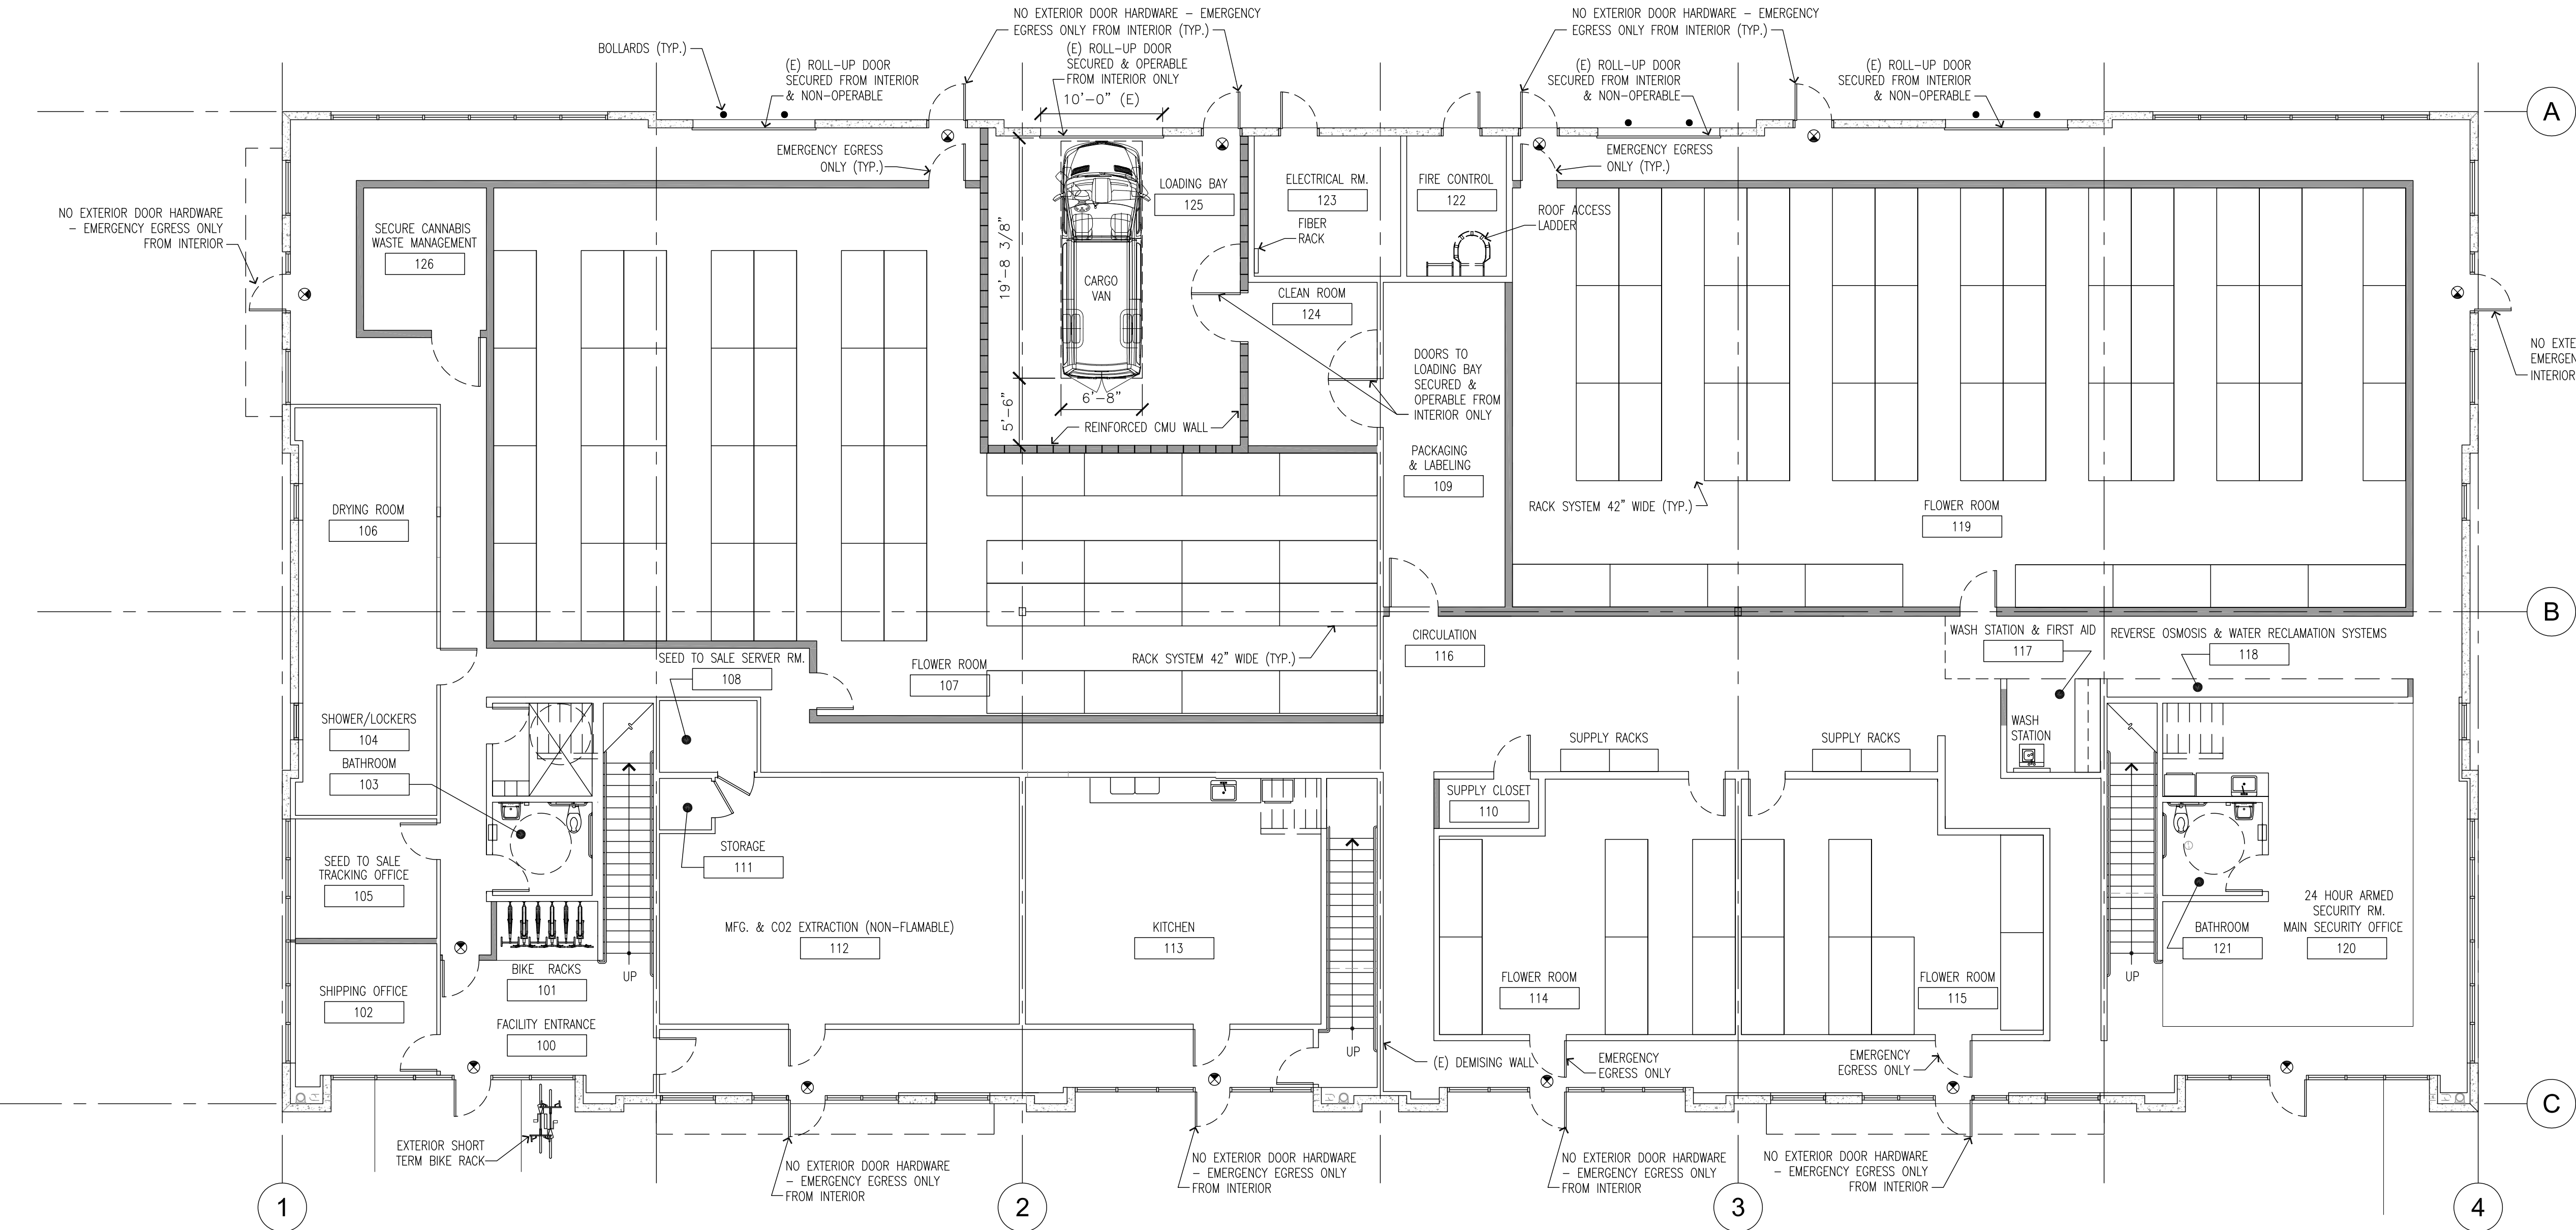 NO EXTERIOR DOOR HARDWARE - EMERGENCY
EGRESS ONLY FROM INTERIOR (TYP.)
NO EXTERIOR DOOR HARDWARE - EMERGENCY
EGRESS ONLY FROM INTERIOR (TYP.)
BOLLARDS (TYP.)
(E) ROLL-UP DOOR
SECURED FROM INTERIOR
& NON-OPERABLE
(E) ROLL-UP DOOR
SECURED & OPERABLE
FROM INTERIOR ONLY
10'-0" (E)
(E) ROLL-UP DOOR
SECURED FROM INTERIOR
& NON-OPERABLE
(E) ROLL-UP DOOR
SECURED FROM INTERIOR
& NON-OPERABLE
A
EMERGENCY EGRESS
ONLY (TYP.)
EMERGENCY EGRESS
ONLY (TYP.)
NO EXTERIOR DOOR HARDWARE
- EMERGENCY EGRESS ONLY
FROM INTERIOR
SECURE CANNABIS
WASTE MANAGEMENT
126
LOADING BAY
125
ELECTRICAL RM.
123
FIBER
RACK
FIRE CONTROL
122
ROOF ACCESS
LADDER
19'-8 3/8"
CARGO
VAN
5'-6"
6'-8"
REINFORCED CMU WALL
CLEAN ROOM
124
DOORS TO
LOADING BAY
SECURED &
OPERABLE FROM
INTERIOR ONLY
NO EXTE
EMERGEN
INTERIOR
PACKAGING
& LABELING
109
RACK SYSTEM 42" WIDE (TYP.)
FLOWER ROOM
119
DRYING ROOM
106
B
SEED TO SALE SERVER RM.
108
FLOWER ROOM
107
RACK SYSTEM 42" WIDE (TYP.)
CIRCULATION
116
WASH STATION & FIRST AID
117
REVERSE OSMOSIS & WATER RECLAMATION SYSTEMS
118
SHOWER/LOCKERS
104
BATHROOM
103
WASH
STATION
SUPPLY RACKS
SUPPLY RACKS
SUPPLY CLOSET
110
STORAGE
111
SEED TO SALE
TRACKING OFFICE
105
MFG. & CO2 EXTRACTION (NON-FLAMABLE)
112
KITCHEN
113
24 HOUR ARMED
SECURITY RM.
MAIN SECURITY OFFICE
120
BATHROOM
121
BIKE RACKS
101
UP
FLOWER ROOM
114
FLOWER ROOM
115
UP
SHIPPING OFFICE
102
FACILITY ENTRANCE
100
UP
(E) DEMISING WALL
EMERGENCY
EGRESS ONLY
EMERGENCY
EGRESS ONLY
C
EXTERIOR SHORT
TERM BIKE RACK
NO EXTERIOR DOOR HARDWARE
- EMERGENCY EGRESS ONLY
FROM INTERIOR
NO EXTERIOR DOOR HARDWARE
- EMERGENCY EGRESS ONLY
FROM INTERIOR
NO EXTERIOR DOOR HARDWARE
- EMERGENCY EGRESS ONLY
FROM INTERIOR
NO EXTERIOR DOOR HARDWARE
- EMERGENCY EGRESS ONLY
FROM INTERIOR
1
2
3
4